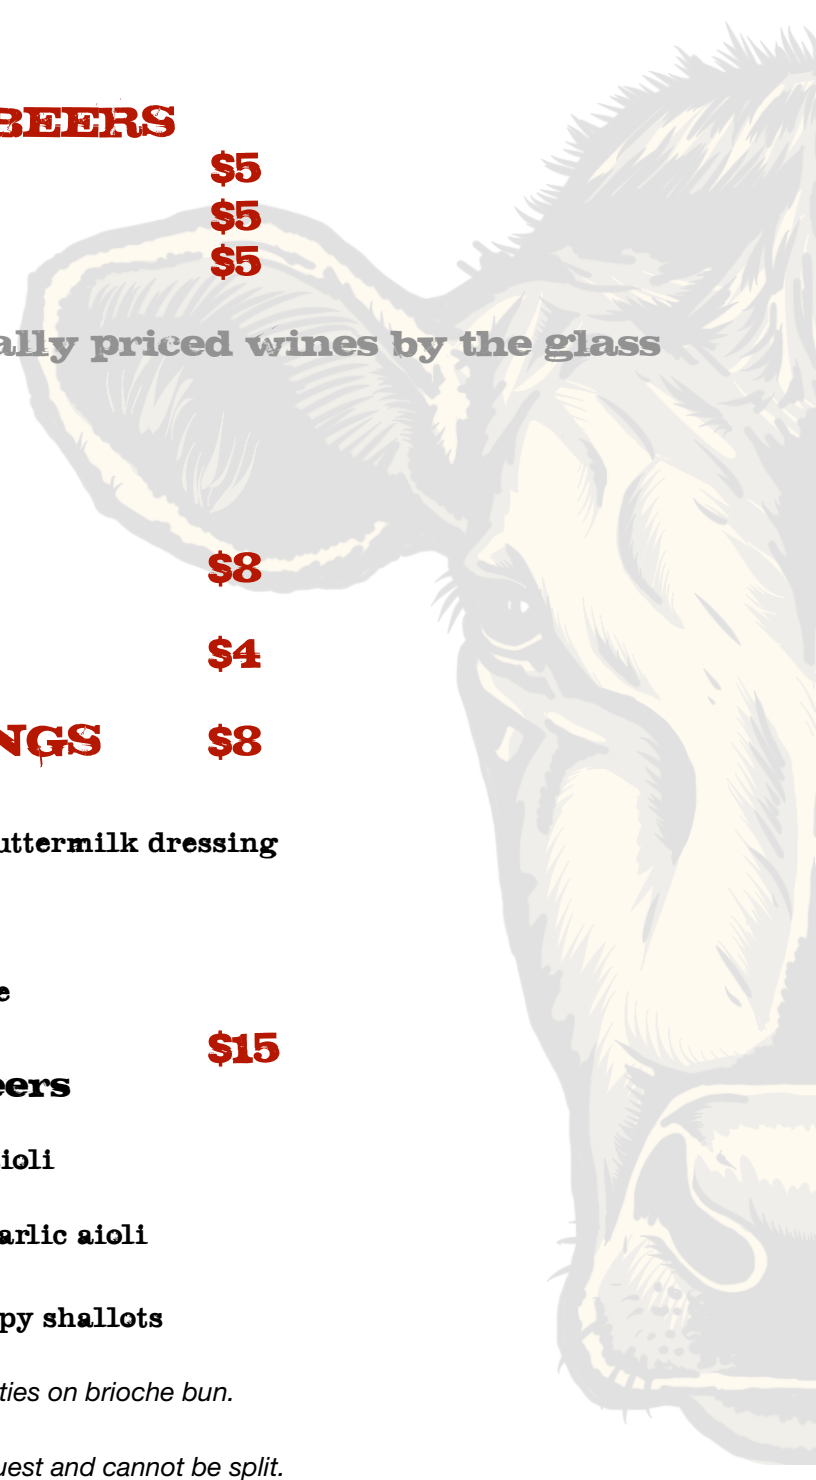 BEERS
$5
$5
$5
ally priced wines by the glass
$8
$4
NGS $8
uttermilk dressing
e
$15
eers
ioli
arlic aioli
py shallots
ties on brioche bun.
uest and cannot be split.